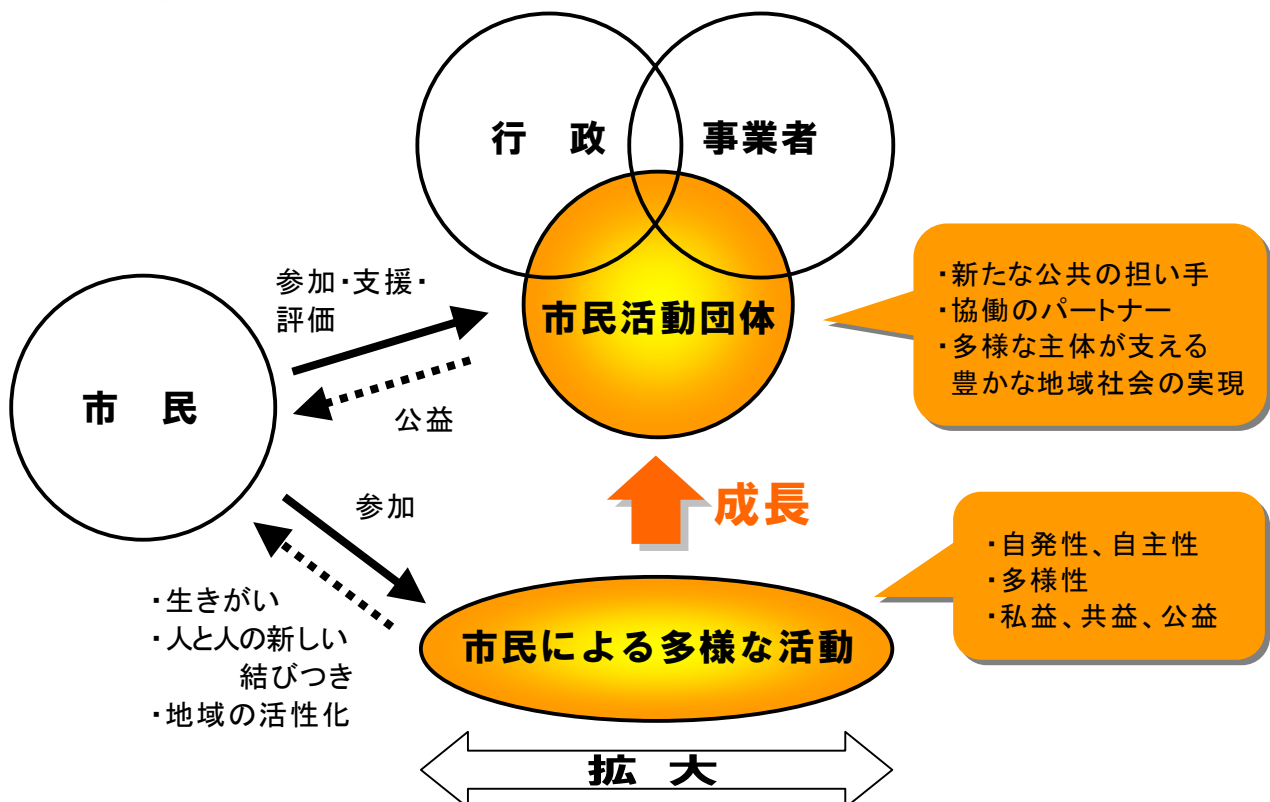 行　政
事業者
市民活動団体
・新たな公共の担い手
・協働のパートナー
・多様な主体が支える
豊かな地域社会の実現
参加・支援・
評価
市　民
公益
参加
成長
・自発性、自主性
・多様性
・私益、共益、公益
・生きがい
・人と人の新しい
結びつき
・地域の活性化
市民による多様な活動
拡　大